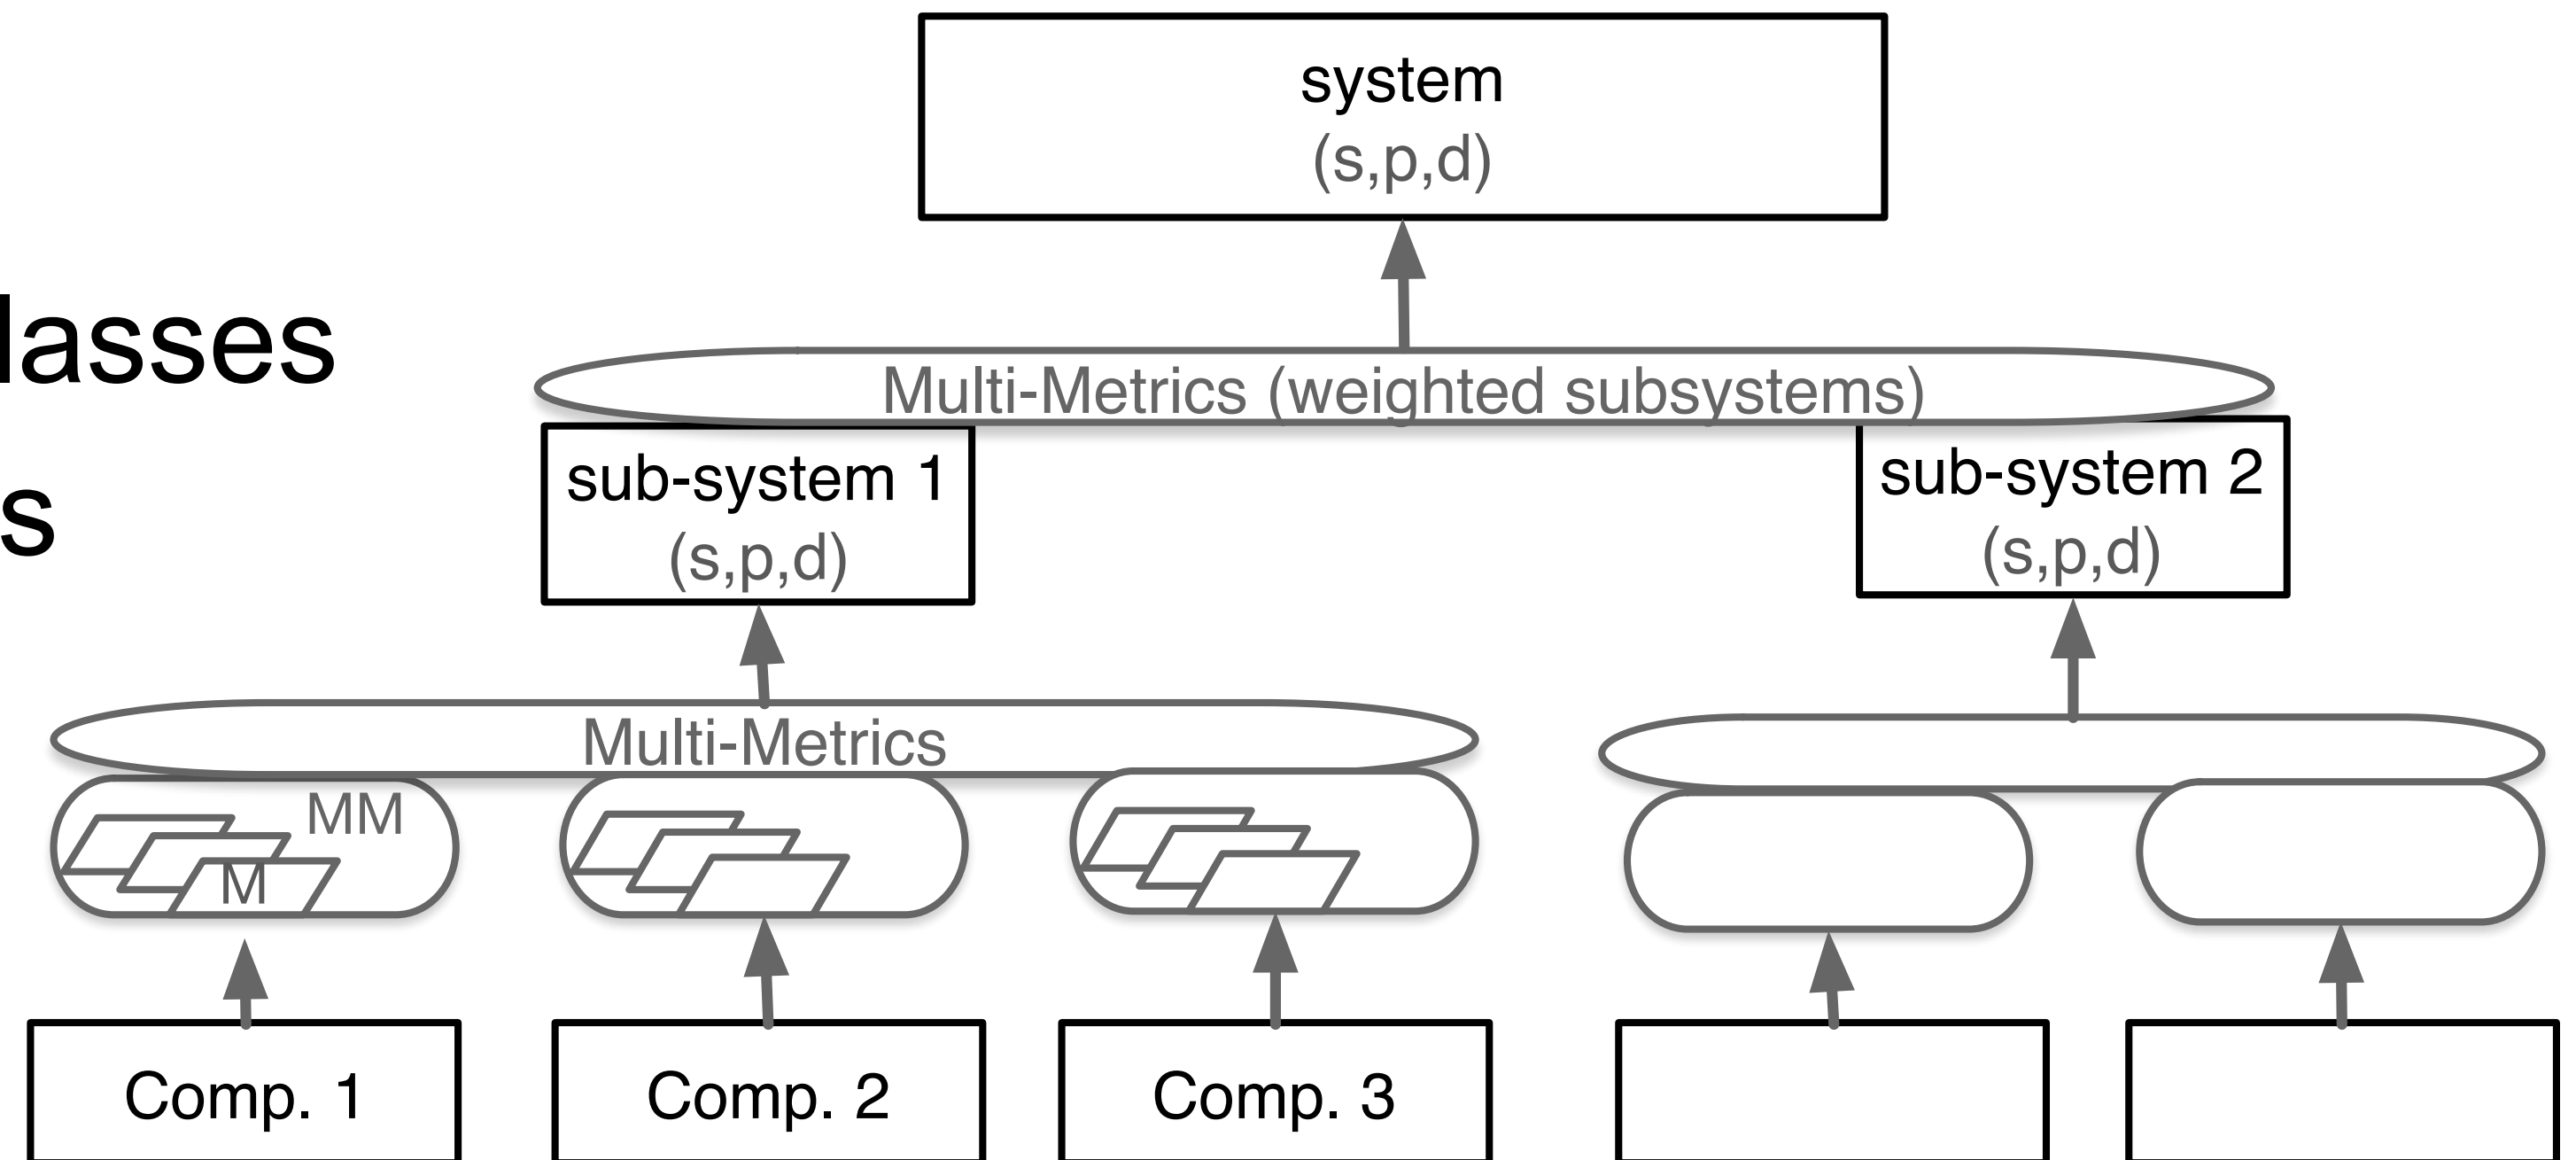 system
(s,p,d)
lasses
Multi-Metrics (weighted subsystems)
s
sub-system 1
(s,p,d)
sub-system 2
(s,p,d)
Multi-Metrics
MM
M
Comp. 1
Comp. 2
Comp. 3